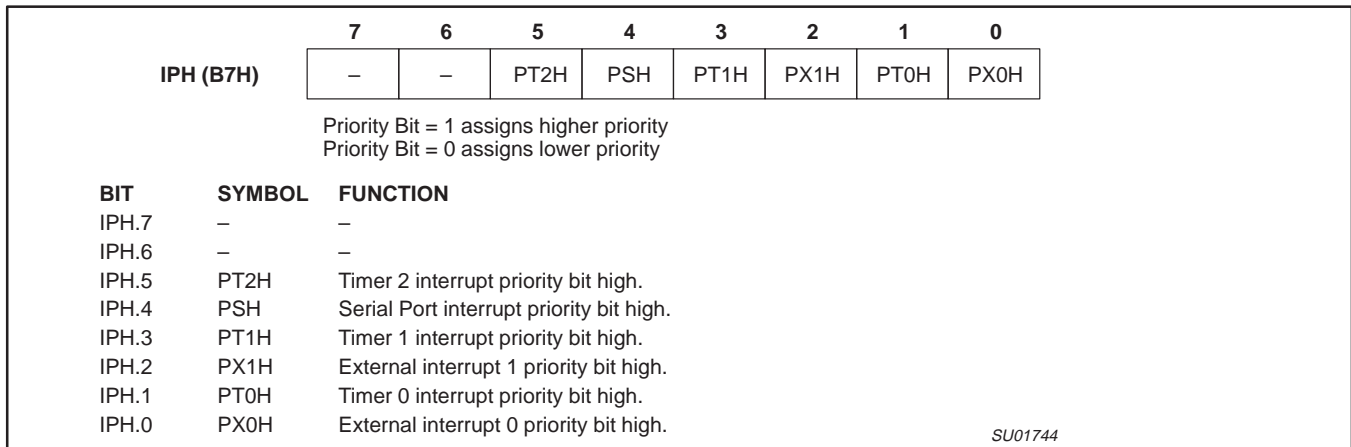 7 6 5 4 3 2 1 0
IPH (B7H) – – PT2H PSH PT1H PX1H PT0H PX0H
Priority Bit = 1 assigns higher priority
Priority Bit = 0 assigns lower priority
BIT SYMBOL FUNCTION
IPH.7 – –
IPH.6 – –
IPH.5 PT2H Timer 2 interrupt priority bit high.
IPH.4 PSH Serial Port interrupt priority bit high.
IPH.3 PT1H Timer 1 interrupt priority bit high.
IPH.2 PX1H External interrupt 1 priority bit high.
IPH.1 PT0H Timer 0 interrupt priority bit high.
IPH.0 PX0H External interrupt 0 priority bit high.
SU01744